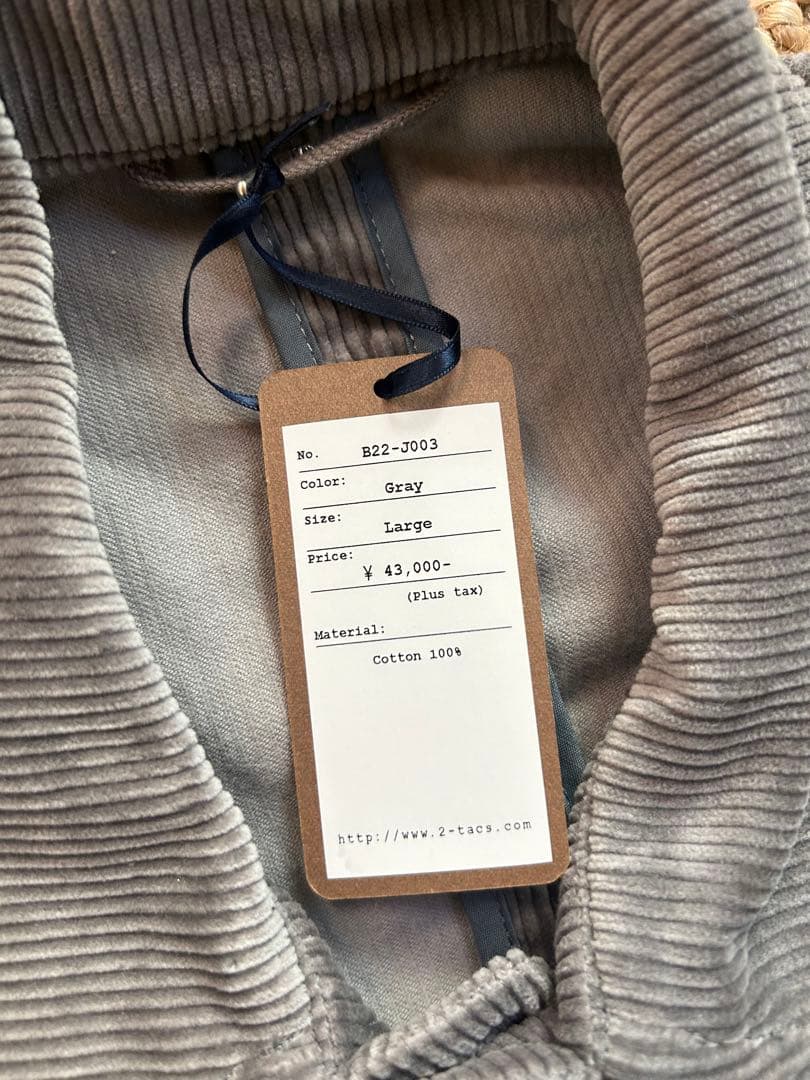 No. B22-J003
Color: Gray
Size: Large
Price: ¥ 43,000-
(Plus tax)
Material:
Cotton 100%
http://www.2-tacs.com